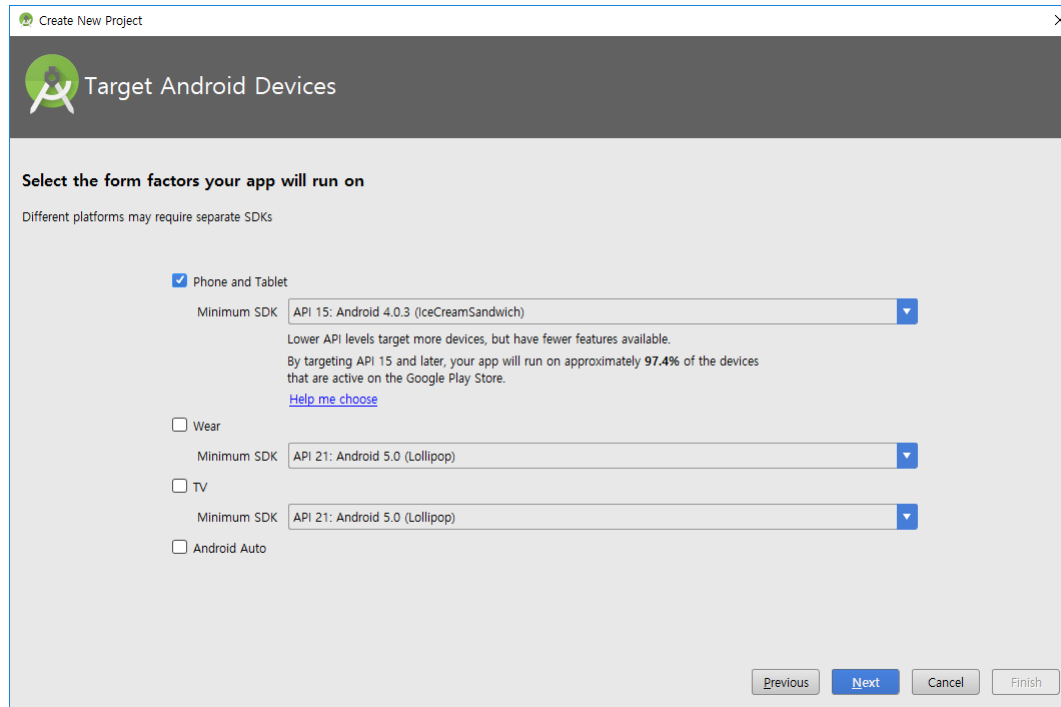 Create New Project
Target Android Devices
Select the form factors your app will run on
Different platforms may require separate SDKs
Phone and Tablet
Minimum SDK API 15: Android 4.0.3 (IceCreamSandwich)
Lower API levels target more devices, but have fewer features available.
By targeting API 15 and later, your app will run on approximately 97.4% of the devices
that are active on the Google Play Store.
Help me choose
Wear
Minimum SDK API 21: Android 5.0 (Lollipop)
TV
Minimum SDK API 21: Android 5.0 (Lollipop)
Android Auto
Previous Next Cancel Finish